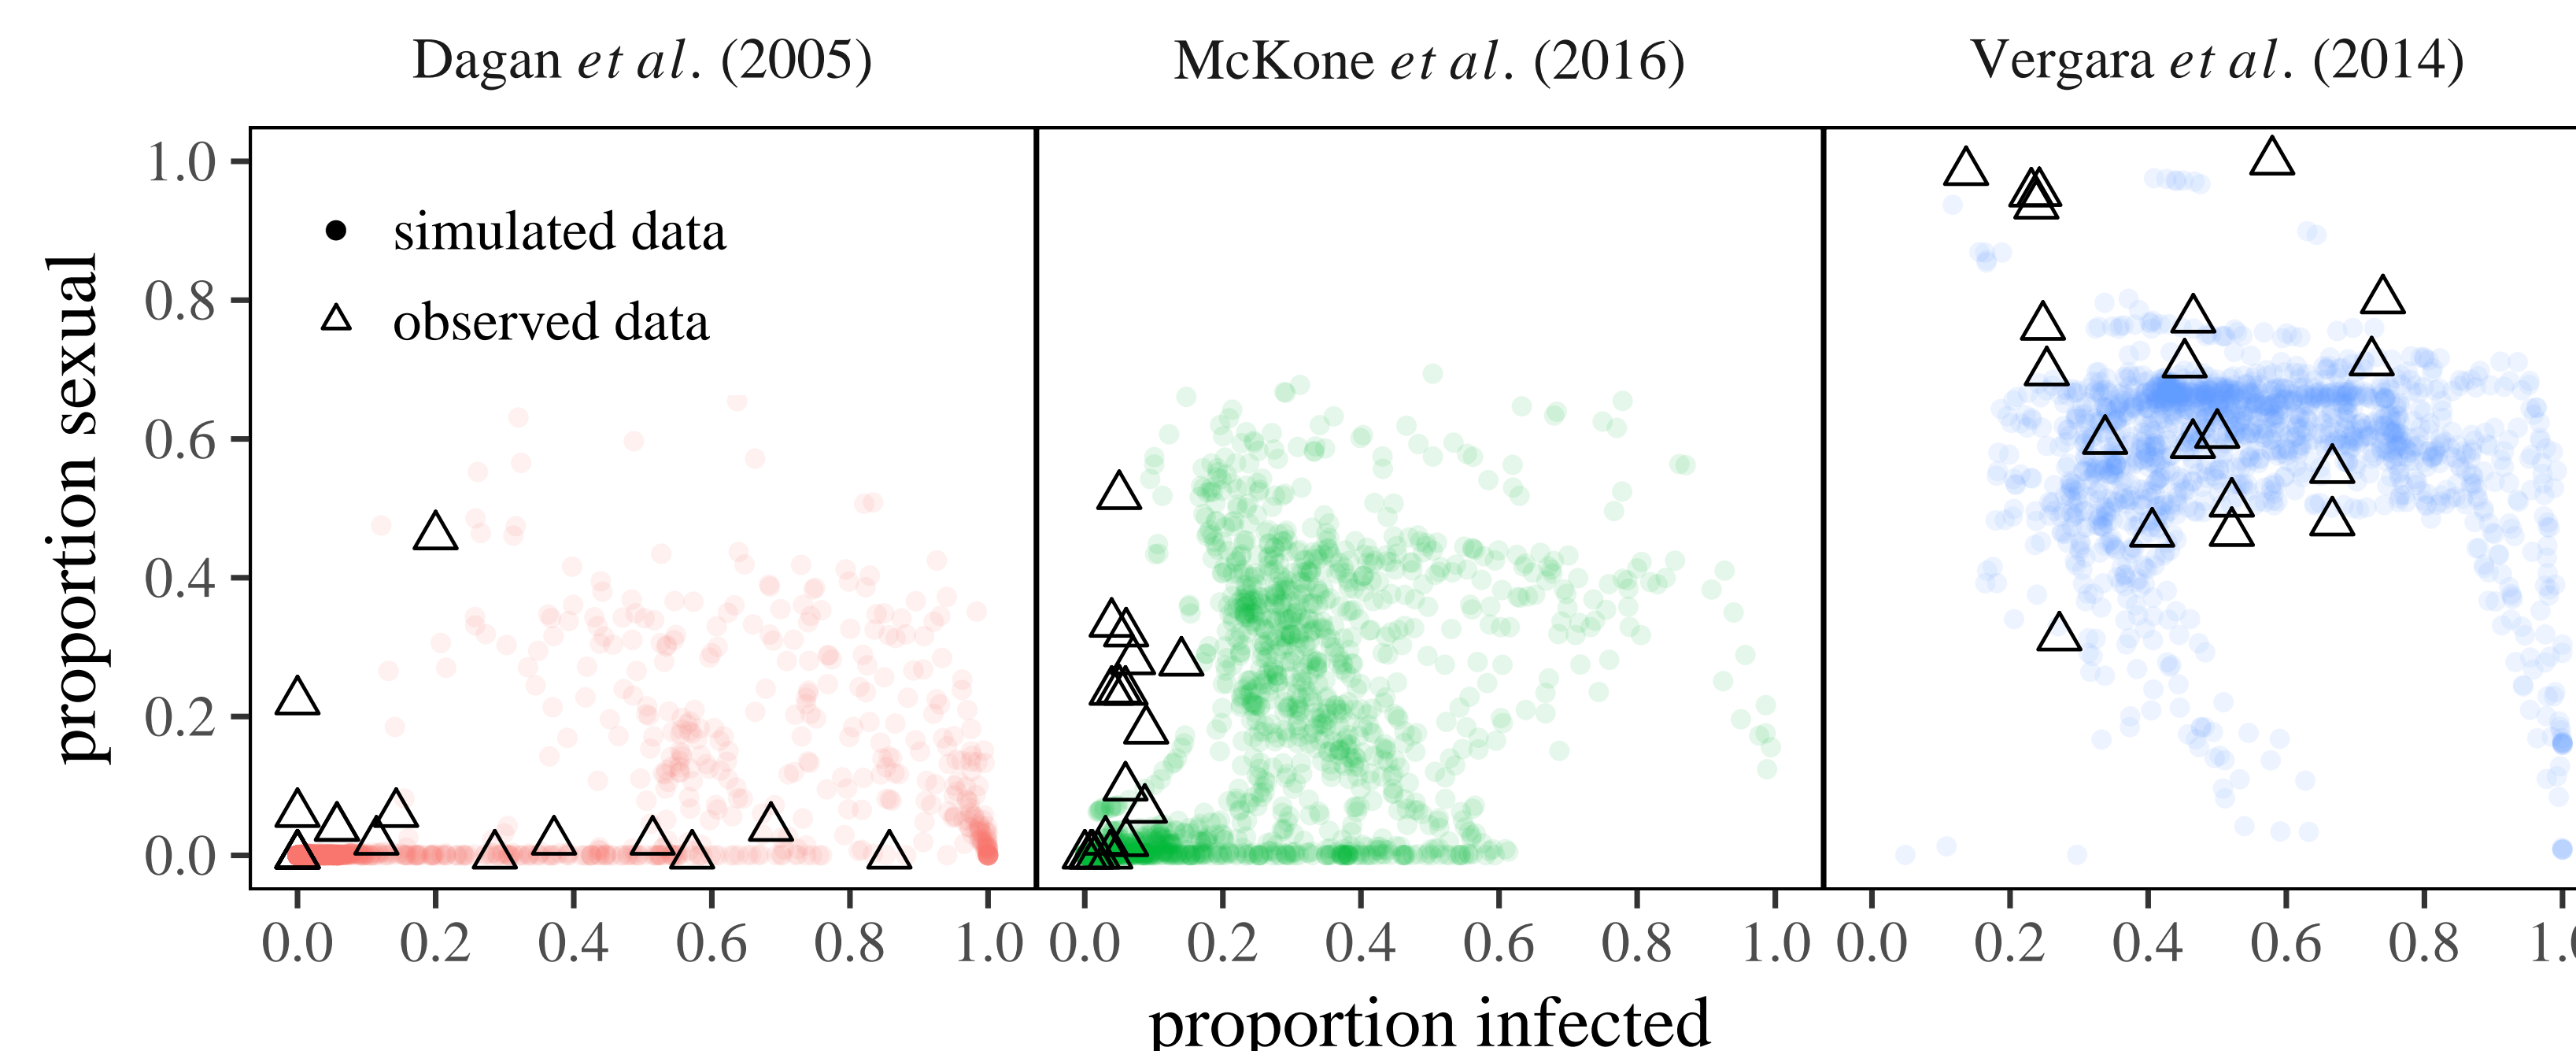 Dagan et al. (2005) McKone et al. (2016) Vergara et al. (2014)
proportion sexual
1.0
0.8
0.6
0.4
0.2
0.0
simulated data
observed data
0.0 0.2 0.4 0.6 0.8 1.0 0.0 0.2 0.4 0.6 0.8 1.0 0.0 0.2 0.4 0.6 0.8
proportion infected